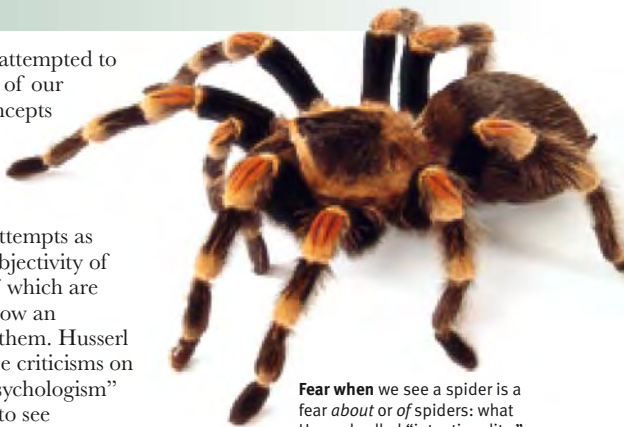 attempted to
of our
ncepts
ttempts as
bjectivity of
which are
ow an
them. Husserl
e criticisms on
sychologism"
to see
Fear when we see a spider is a
fear about or of spiders: what